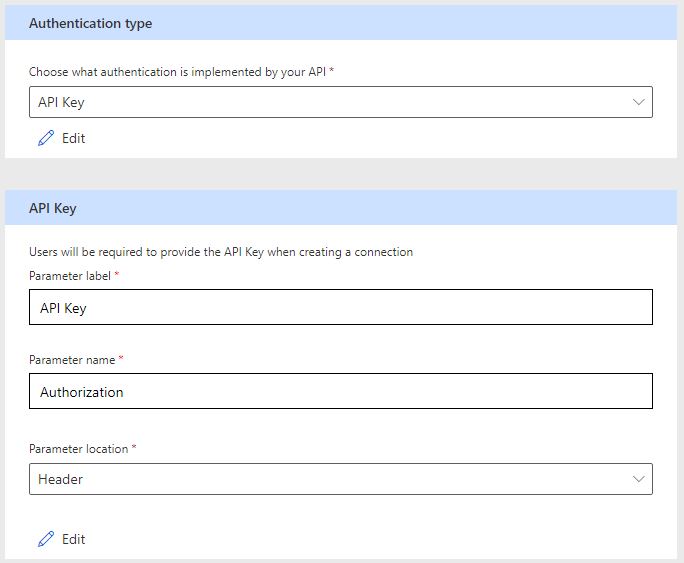 Authentication type
Choose what authentication is implemented by your API *
API Key
Edit
API Key
Users will be required to provide the API Key when creating a connection
Parameter label *
API Key
Parameter name *
Authorization
Parameter location *
Header
Edit